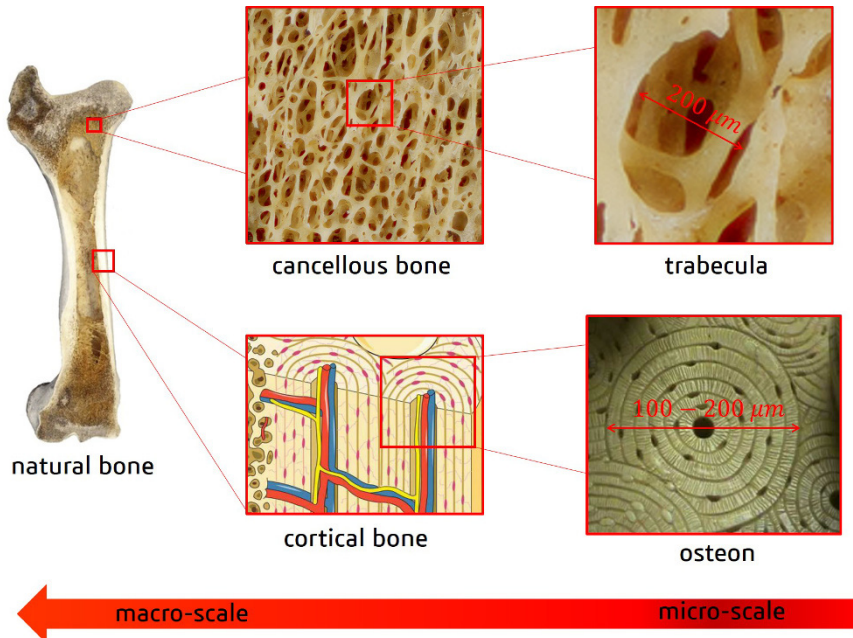 200 μm
cancellous bone
trabecula
natural bone
100 – 200 μm
cortical bone
osteon
macro-scale
micro-scale